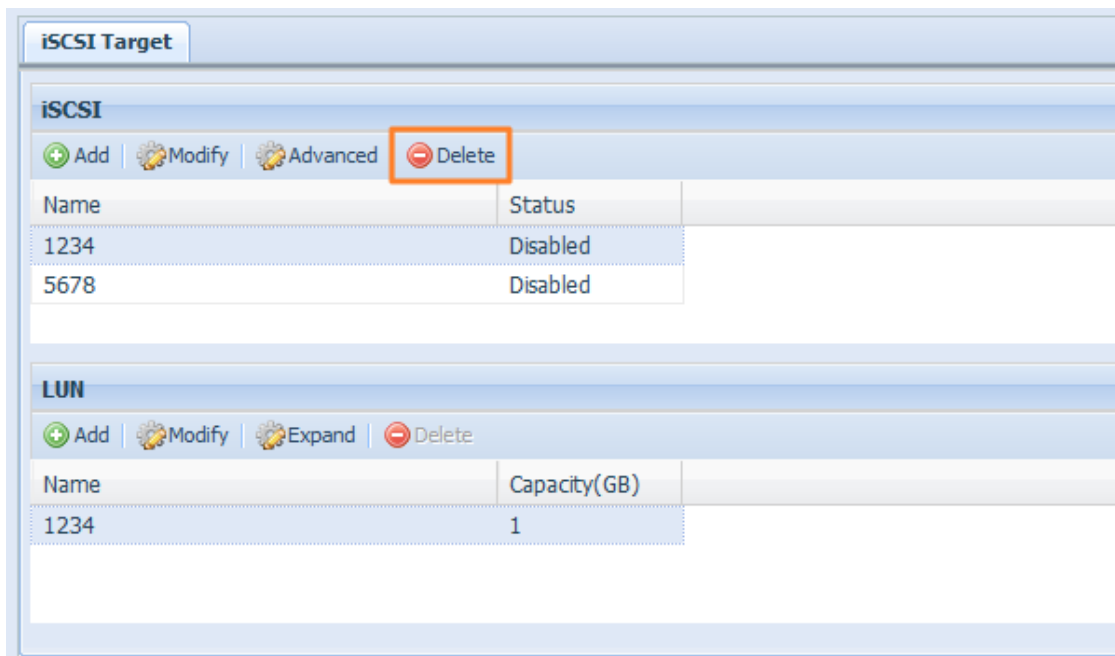 iSCSI Target
iSCSI
Add Modify Advanced Delete
Name Status
1234 Disabled
5678 Disabled
LUN
Add Modify Expand Delete
Name Capacity(GB)
1234 1